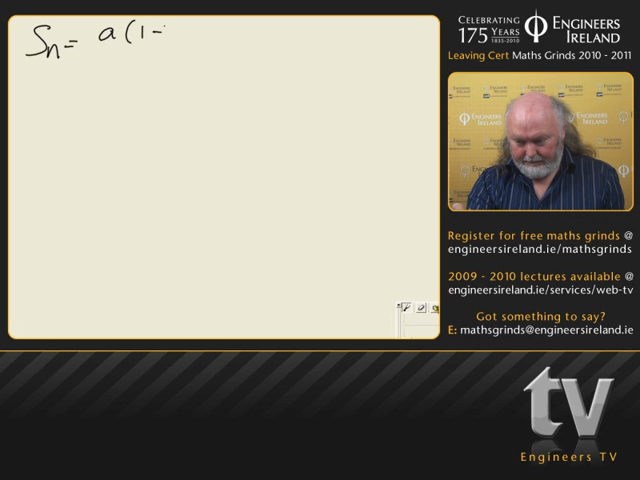 Sn= a (1-
CELEBRATING
175 YEARS
1835-2010
ENGINEERS
IRELAND
Leaving Cert Maths Grinds 2010 - 2011
Register for free maths grinds @
engineersireland.ie/mathsgrinds
2009 - 2010 lectures available @
engineersireland.ie/services/web-tv
Got something to say?
E: mathsgrinds@engineersireland.ie
tv
Engineers TV